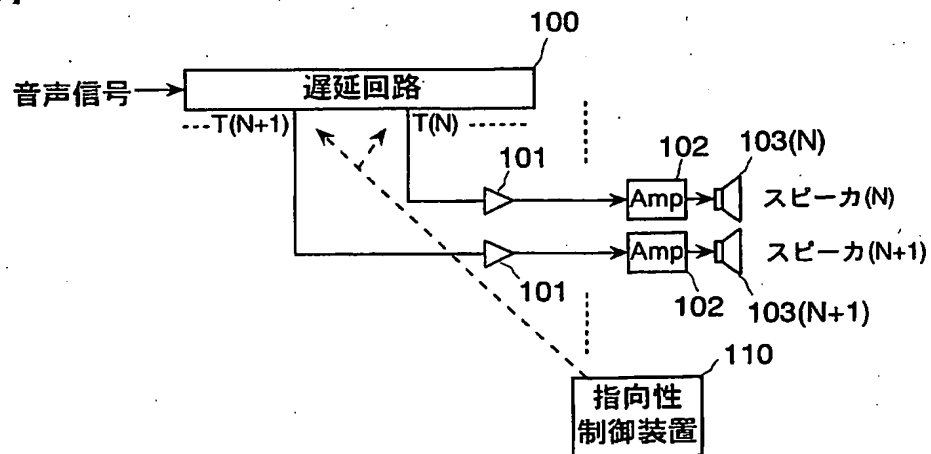 100
音声信号
遅延回路
T(N+1)
T(N)
101
102
103(N)
Amp
スピーカ(N)
Amp
スピーカ(N+1)
101
102
103(N+1)
110
指向性
制御装置